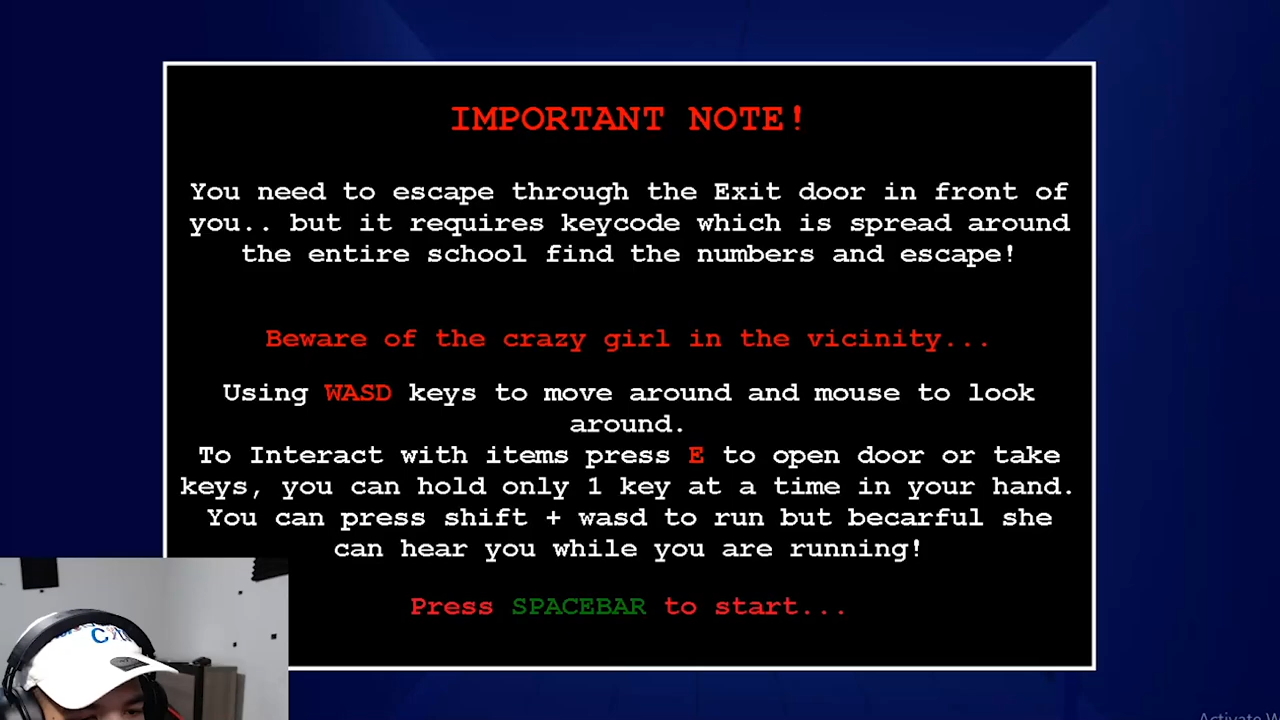 IMPORTANT NOTE!
You need to escape through the Exit door in front of
you.. but it requires keycode which is spread around
the entire school find the numbers and escape!
Beware of the crazy girl in the vicinity...
Using WASD keys to move around and mouse to look
around.
To Interact with items press E to open door or take
keys, you can hold only 1 key at a time in your hand.
You can press shift + wasd to run but becarful she
can hear you while you are running!
Press SPACEBAR to start...